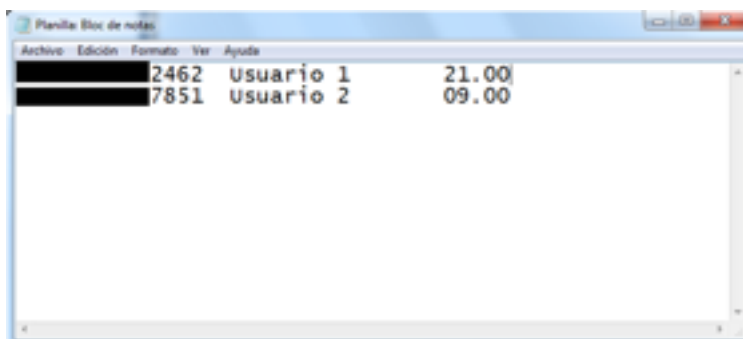 Planilla: Bloc de notas
Archivo Edición Formato Ver Ayuda
2462 Usuario 1 21.00
7851 Usuario 2 09.00